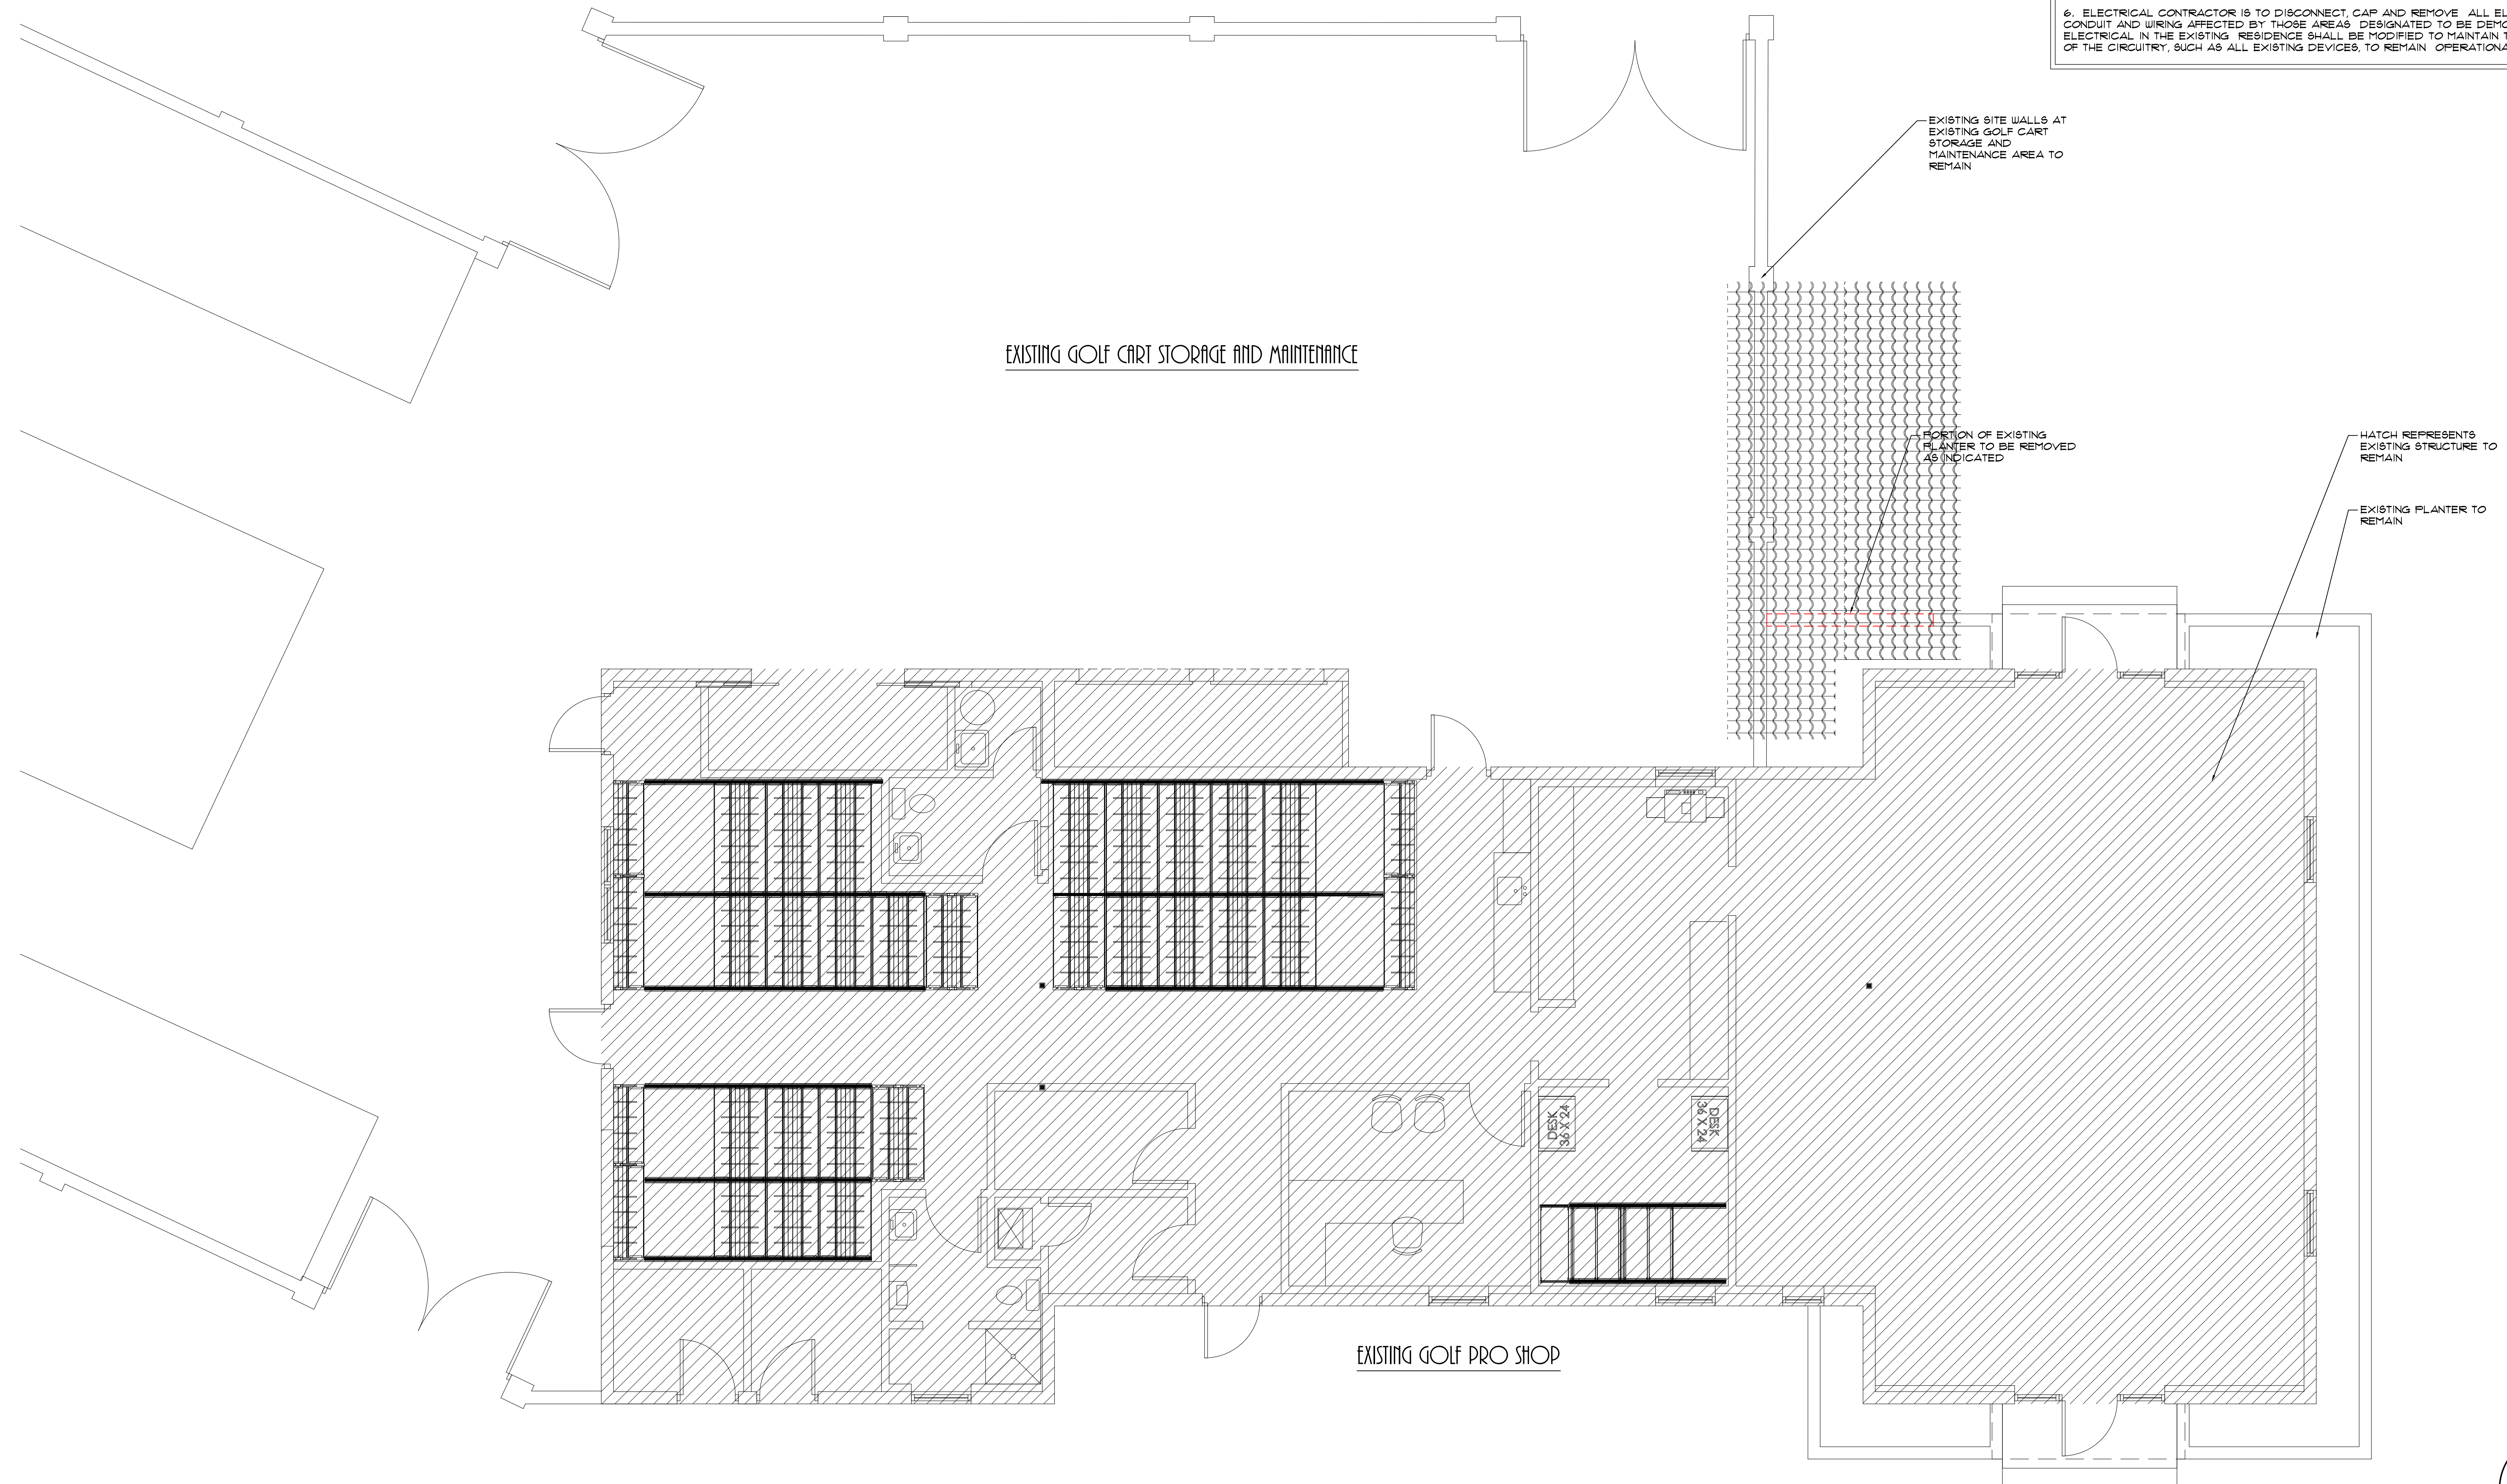 6. ELECTRICAL CONTRACTOR IS TO DISCONNECT, CAP AND REMOVE ALL
CONDUIT AND WIRING AFFECTED BY THOSE AREAS DESIGNATED TO BE
ELECTRICAL IN THE EXISTING RESIDENCE SHALL BE MODIFIED TO MAINTAIN
OF THE CIRCUITRY, SUCH AS ALL EXISTING DEVICES, TO REMAIN
EXISTING SITE WALLS AT
EXISTING GOLF CART
STORAGE AND
MAINTENANCE AREA TO
REMAIN
EXISTING GOLF CART STORAGE AND MAINTENANCE
PORTION OF EXISTING
PLANTER TO BE REMOVED
AS INDICATED
HATCH REPRESENTS
EXISTING STRUCTURE TO
REMAIN
EXISTING PLANTER TO
REMAIN
DESK
36 X 24
DESK
36 X 24
EXISTING GOLF PRO SHOP